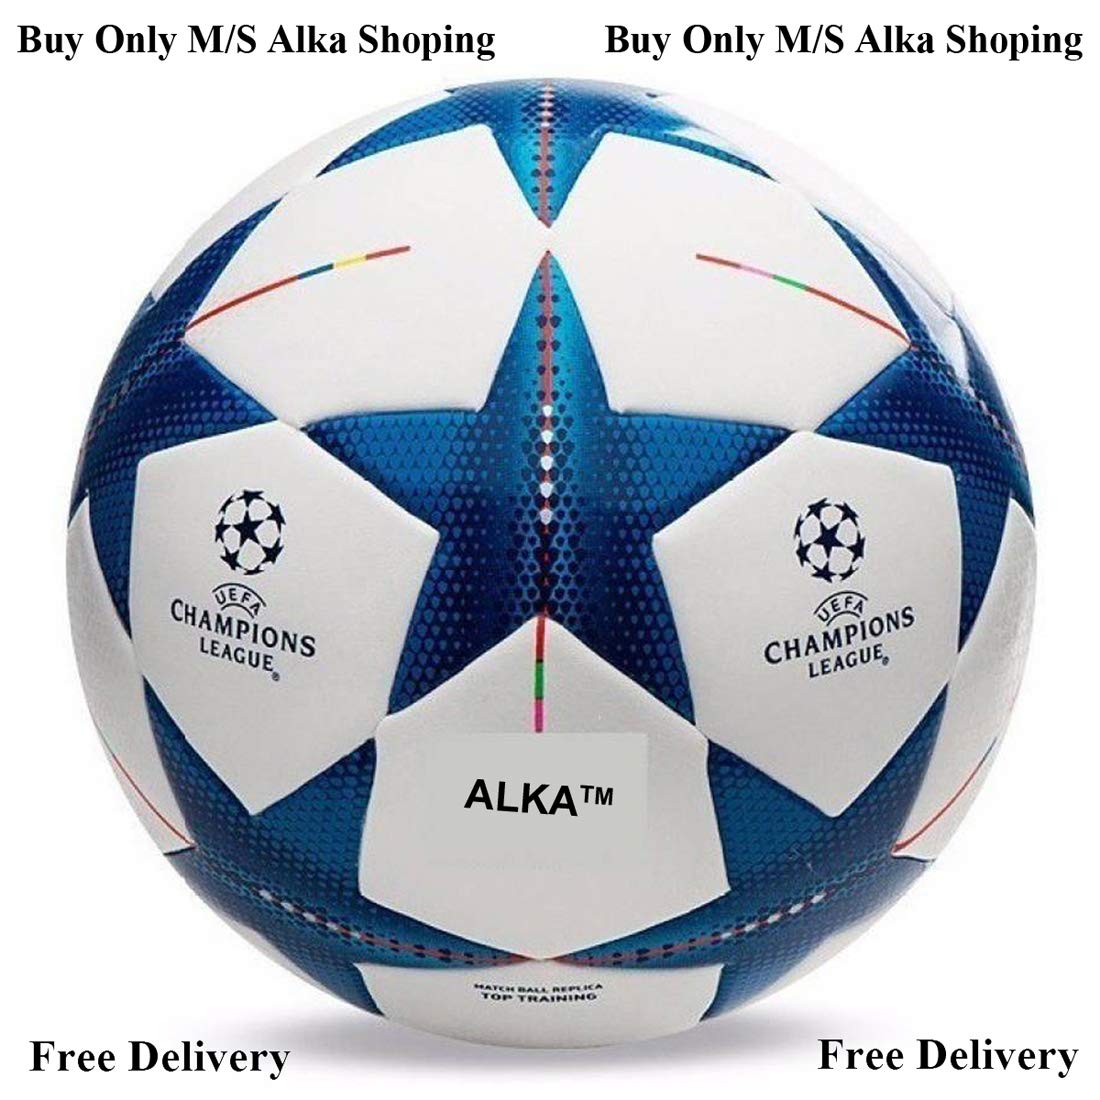 Buy Only M/S Alka Shoping
Buy Only M/S Alka Shoping
UEFA
CHAMPIONS
LEAGUE®
UEFA
CHAMPIONS
LEAGUE®
ALKA™
MATCH BALL REPLICA
TOP TRAINING
Free Delivery
Free Delivery